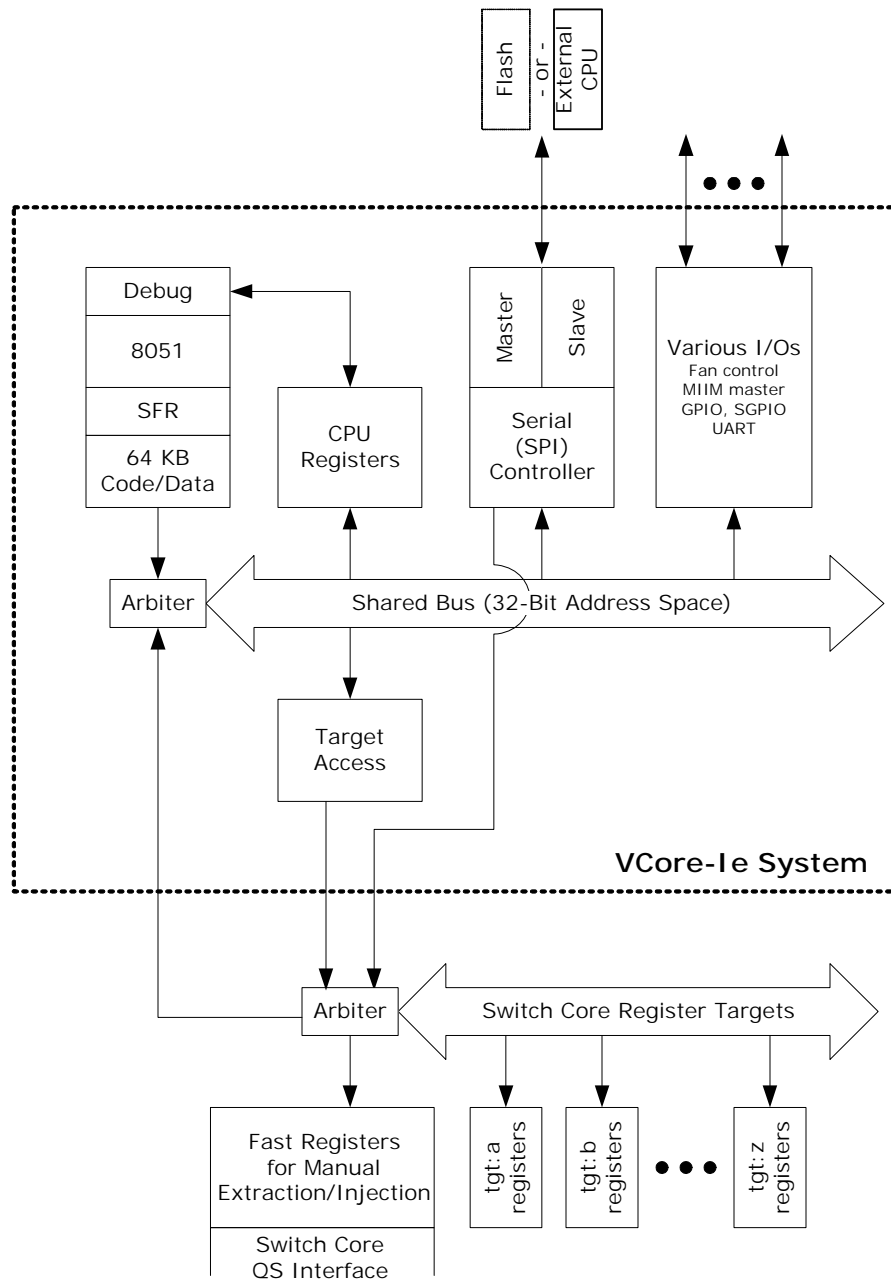 Flash
- or -
External
CPU
Debug
8051
SFR
64 KB
Code/Data
CPU
Registers
Master
Slave
Serial
(SPI)
Controller
Various I/Os
Fan control
MIIM master
GPIO, SGPIO
UART
Arbiter
Shared Bus (32-Bit Address Space)
Target
Access
VCore-Ie System
Arbiter
Switch Core Register Targets
Fast Registers
for Manual
Extraction/Injection
Switch Core
QS Interface
tgt:a
registers
tgt:b
registers
tgt:z
registers